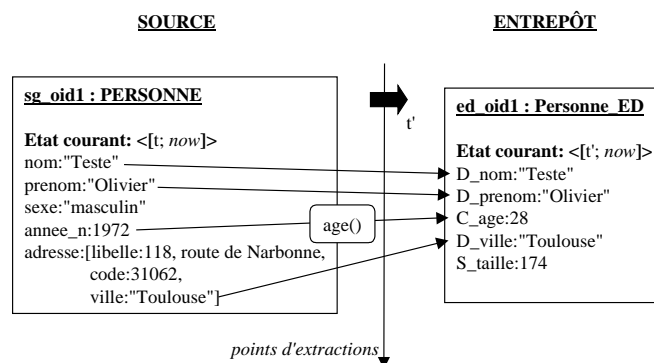 SOURCE
ENTREPÔT
sg_oid1 : PERSONNE
Etat courant: <[t; now]>
nom:"Teste"
prenom:"Olivier"
sexe:"masculin"
annee_n:1972
adresse:[libelle:118, route de Narbonne,
code:31062,
ville:"Toulouse"]
age()
t'
ed_oid1 : Personne_ED
Etat courant: <[t'; now]>
D_nom:"Teste"
D_prenom:"Olivier"
C_age:28
D_ville:"Toulouse"
S_taille:174
points d'extractions